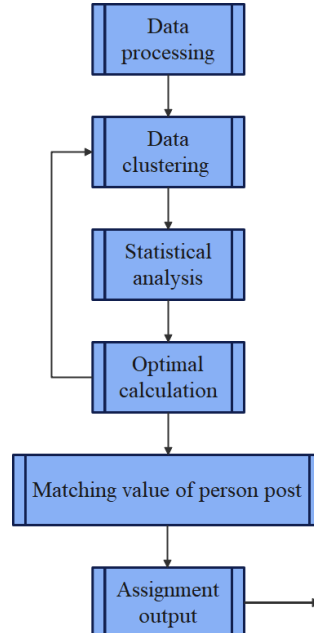 Data
processing
Data
clustering
Statistical
analysis
Optimal
calculation
Matching value of person post
Assignment
output